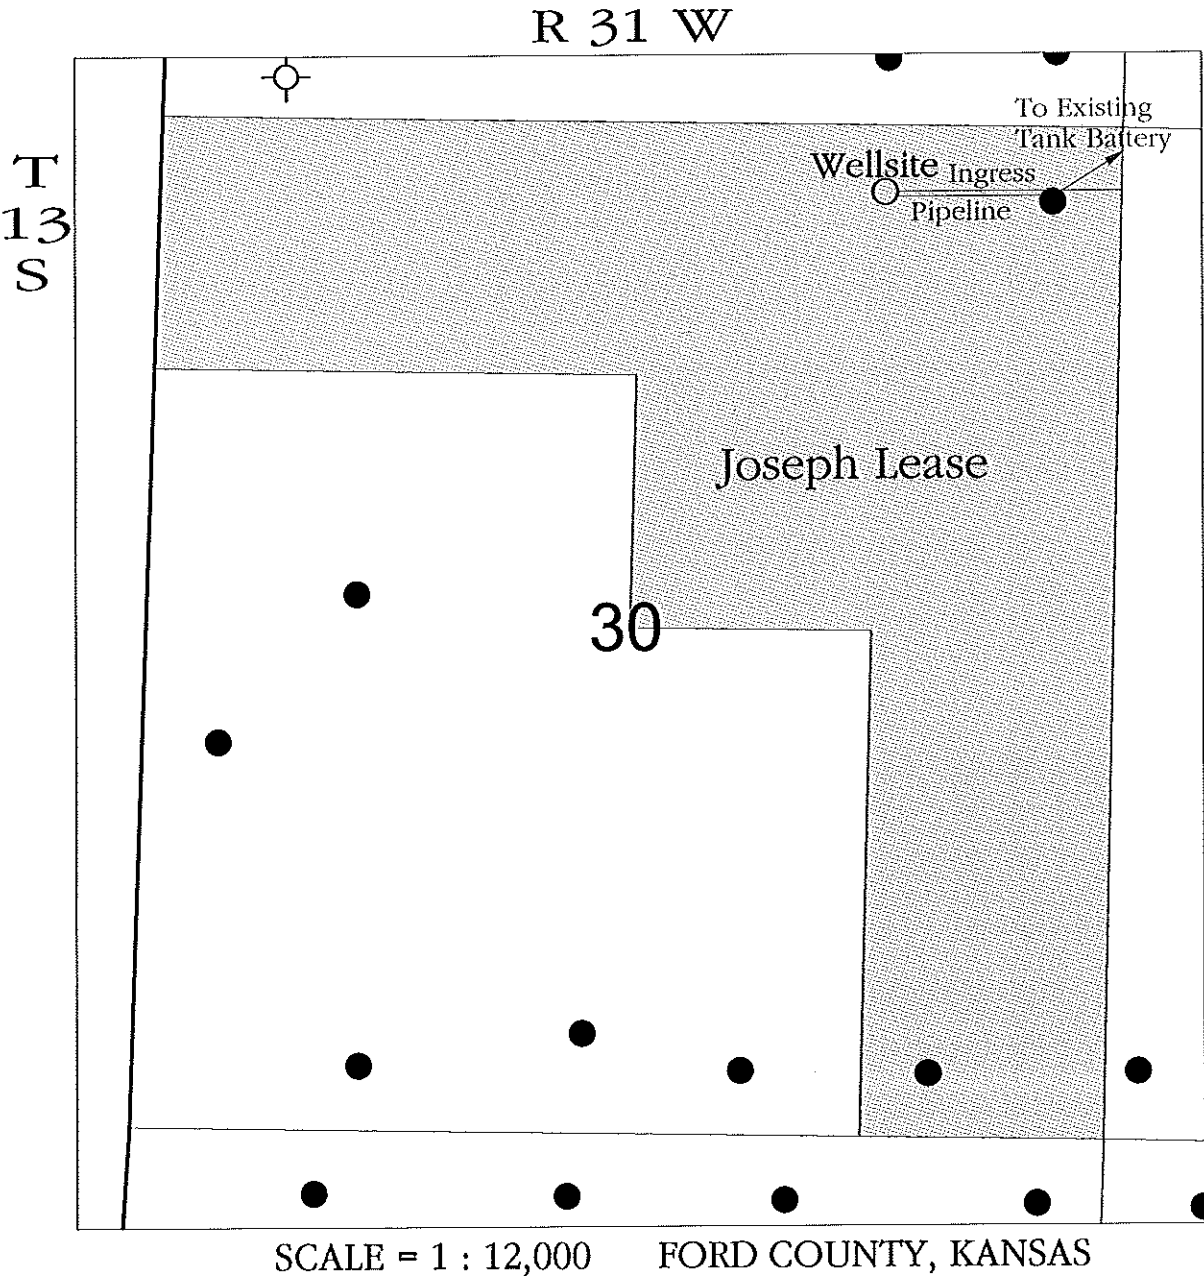 R 31 W
T
13
S
To Existing
Tank Battery
Wellsite Ingress
Pipeline
Joseph Lease
30
SCALE = 1 : 12,000 FORD COUNTY, KANSAS